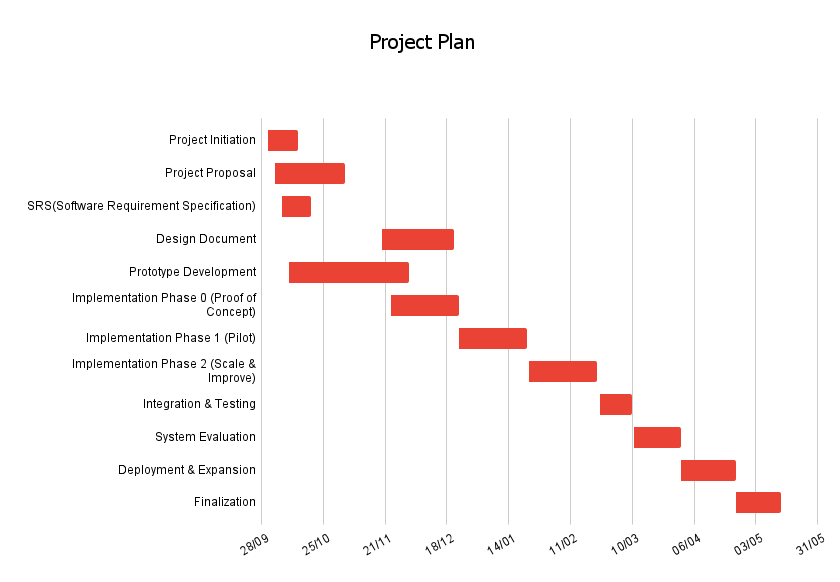 Project Plan
Project Initiation
Project Proposal
SRS(Software Requirement Specification)
Design Document
Prototype Development
Implementation Phase 0 (Proof of
Concept)
Implementation Phase 1 (Pilot)
Implementation Phase 2 (Scale &
Improve)
Integration & Testing
System Evaluation
Deployment & Expansion
Finalization
28/09
25/10
21/11
18/12
14/01
11/02
10/03
06/04
03/05
31/05